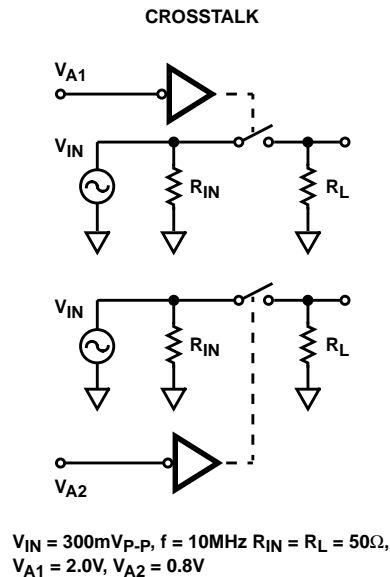 CROSSTALK
VA1
VIN
RIN
RL
VIN
RIN
RL
VA2
VIN = 300mVP-P, f = 10MHz RIN = RL = 50Ω,
VA1 = 2.0V, VA2 = 0.8V